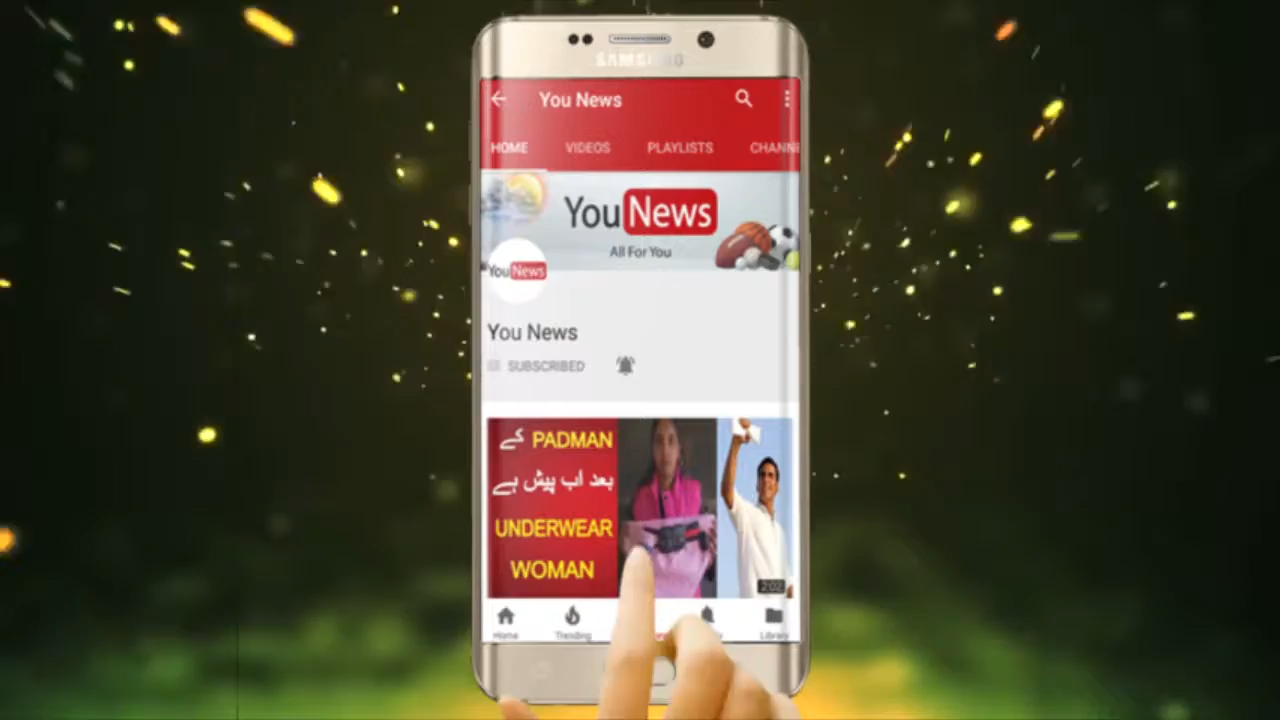 SAMSUNG
You News
HOME VIDEOS PLAYLISTS CHANNE
You News
All For You
You News
You News
SUBSCRIBED
PADMAN کے
بعد اب پیش ہے
UNDERWEAR
WOMAN
2:02
Home Trending Library